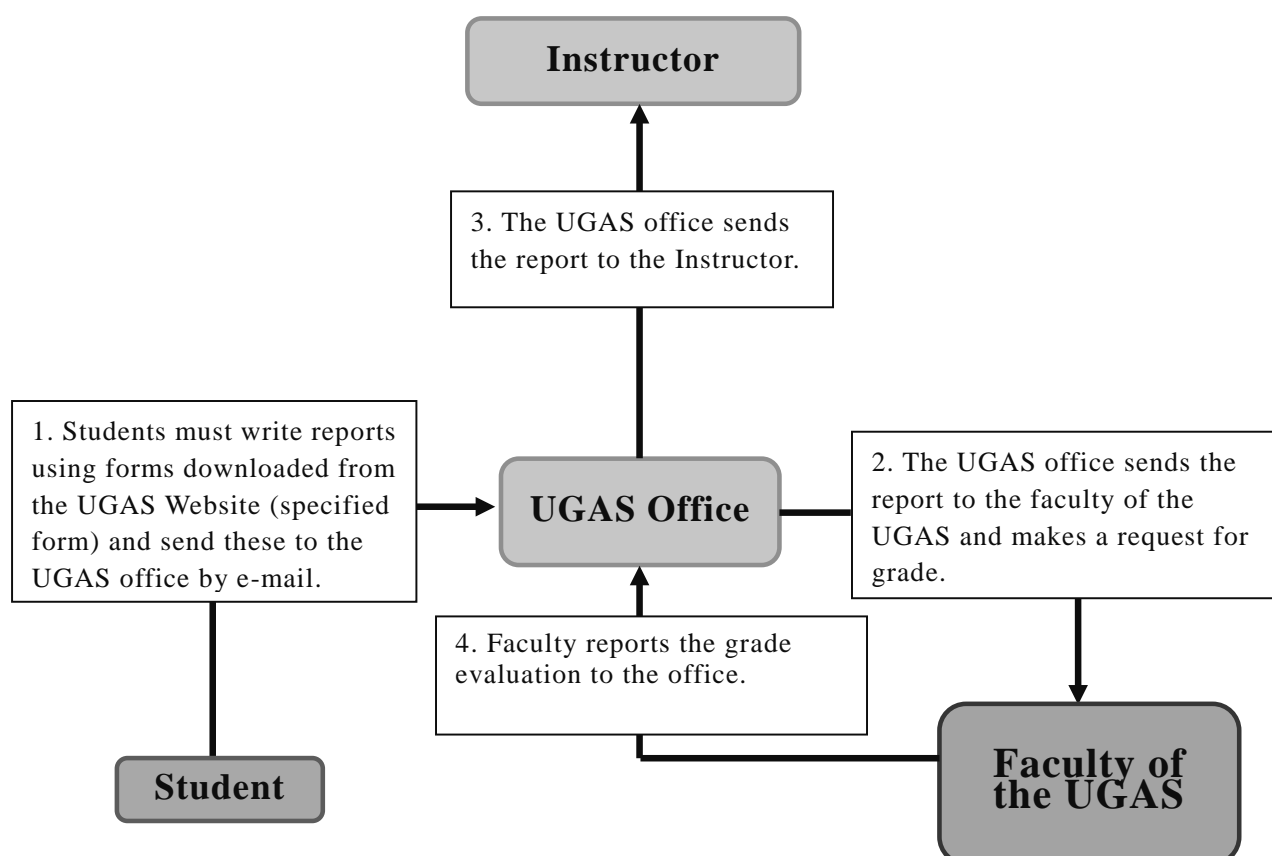 Instructor
3. The UGAS office sends
the report to the Instructor.
1. Students must write reports
using forms downloaded from
the UGAS Website (specified
form) and send these to the
UGAS office by e-mail.
UGAS Office
2. The UGAS office sends the
report to the faculty of the
UGAS and makes a request for
grade.
4. Faculty reports the grade
evaluation to the office.
Student
Faculty of
the UGAS